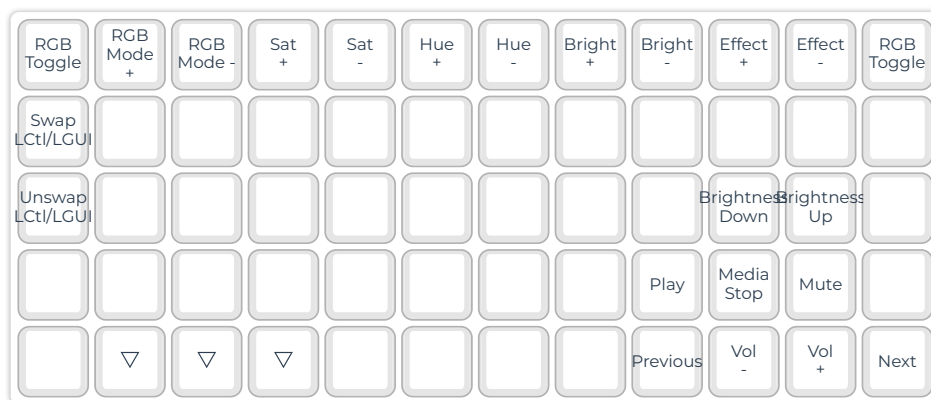 RGB Toggle
RGB Mode +
RGB Mode -
Sat +
Sat -
Hue +
Hue -
Bright +
Bright -
Effect +
Effect -
RGB Toggle
Swap LCtl/LGUI
Unswap LCtl/LGUI
Brightness Down
Brightness Up
Play
Media Stop
Mute
▽
▽
▽
Previous
Vol -
Vol +
Next